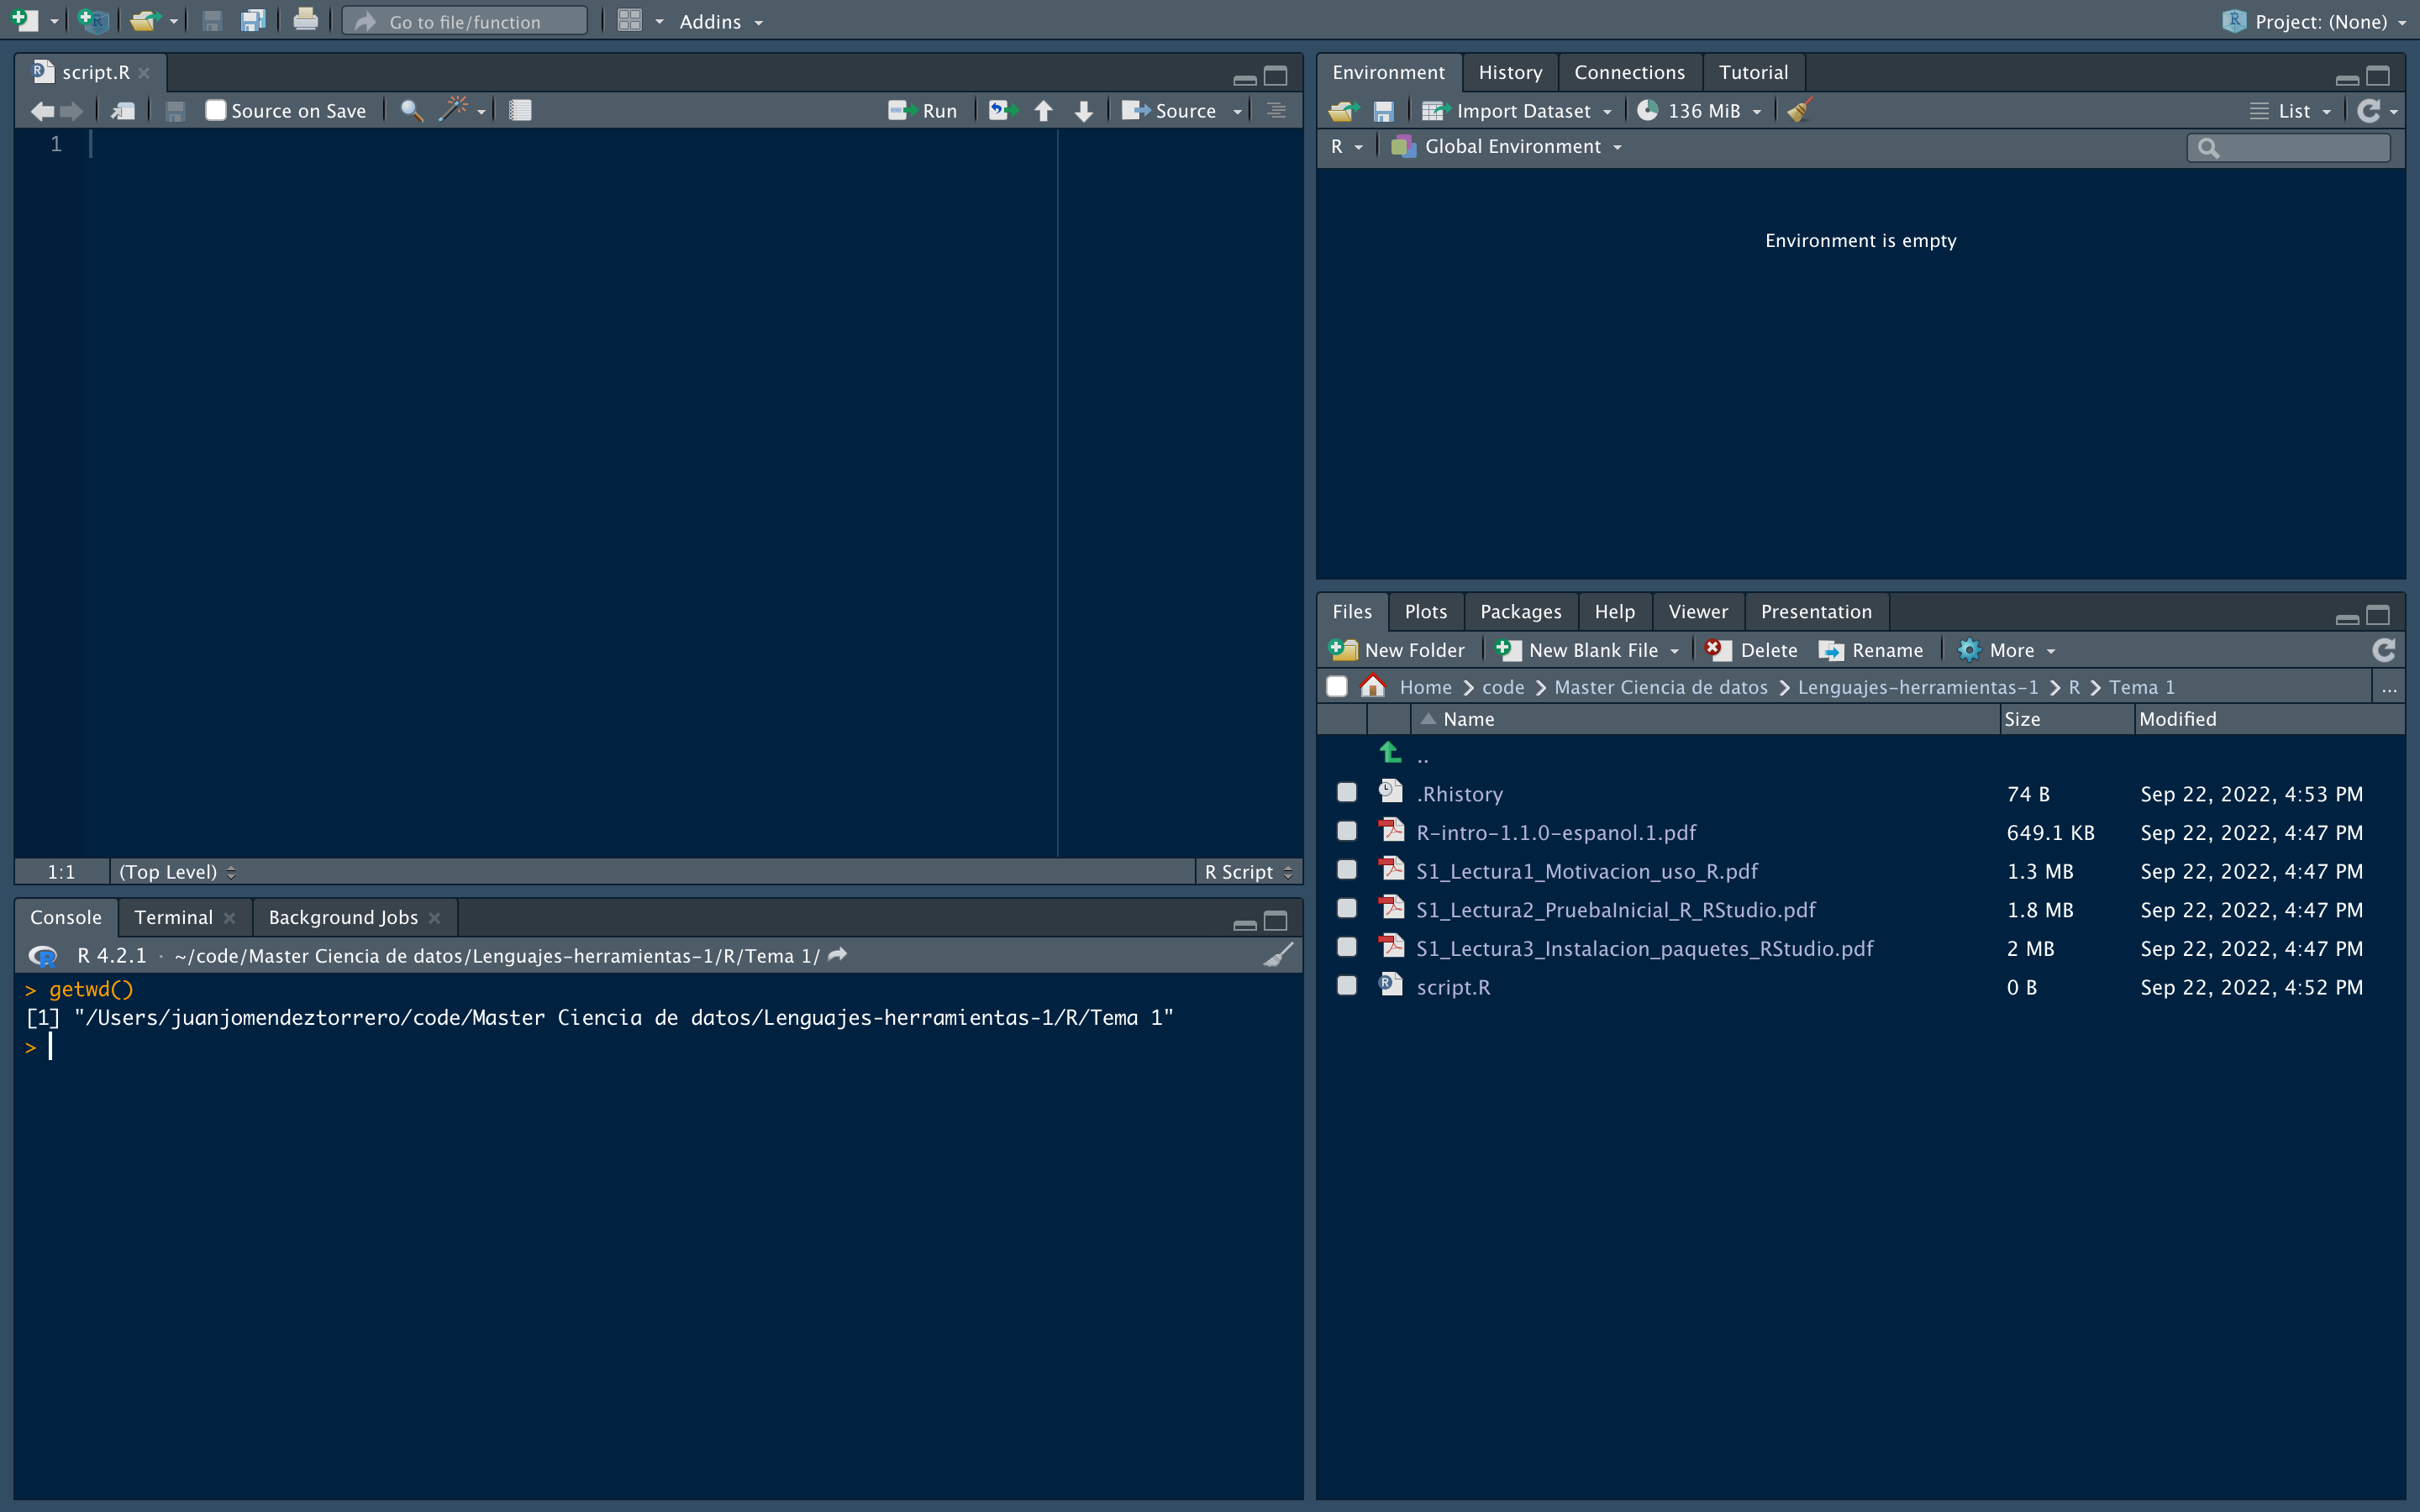 Go to file/function Addins Project: (None)
script.R
Source on Save Run Source
1
1:1 (Top Level) R Script
Console Terminal Background Jobs
R 4.2.1 · ~/code/Master Ciencia de datos/Lenguajes-herramientas-1/R/Tema 1/
> getwd()
[1] "/Users/juanjomendeztorrero/code/Master Ciencia de datos/Lenguajes-herramientas-1/R/Tema 1"
>
Environment History Connections Tutorial
Import Dataset 136 MiB List
R Global Environment
Environment is empty
Files Plots Packages Help Viewer Presentation
New Folder New Blank File Delete Rename More
Home code Master Ciencia de datos Lenguajes-herramientas-1 R Tema 1 ...
Name Size Modified
..
.Rhistory 74 B Sep 22, 2022, 4:53 PM
R-intro-1.1.0-espanol.1.pdf 649.1 KB Sep 22, 2022, 4:47 PM
S1_Lectura1_Motivacion_uso_R.pdf 1.3 MB Sep 22, 2022, 4:47 PM
S1_Lectura2_PruebaInicial_R_RStudio.pdf 1.8 MB Sep 22, 2022, 4:47 PM
S1_Lectura3_Instalacion_paquetes_RStudio.pdf 2 MB Sep 22, 2022, 4:47 PM
script.R 0 B Sep 22, 2022, 4:52 PM